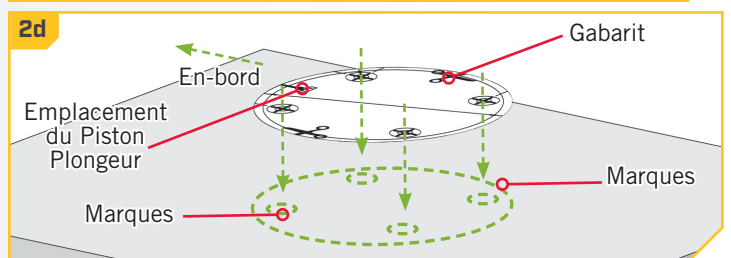 2d
Gabarit
En-bord
Emplacement
du Piston
Plongeur
Marques
Marques